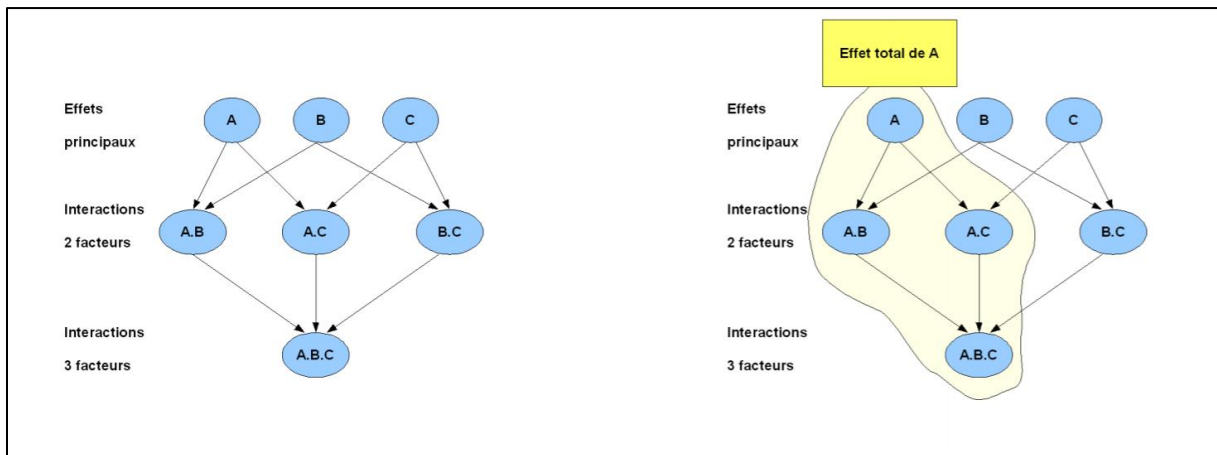 Effets
principaux
A
B
C
Interactions
2 facteurs
A.B
A.C
B.C
Interactions
3 facteurs
A.B.C
Effet total de A
Effets
principaux
A
B
C
Interactions
2 facteurs
A.B
A.C
B.C
Interactions
3 facteurs
A.B.C